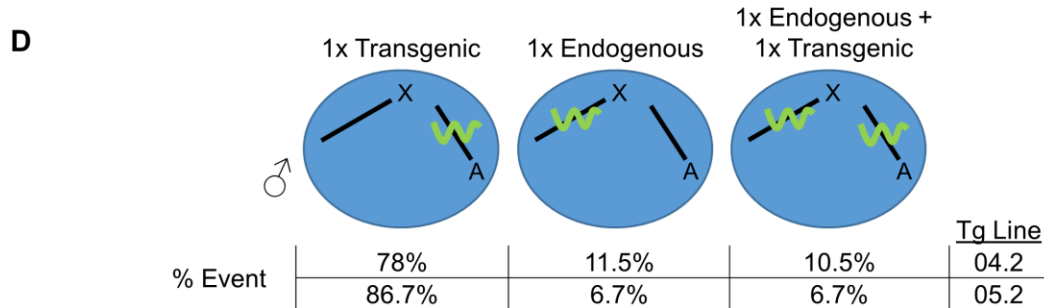 D
1x Transgenic
1x Endogenous
1x Endogenous +
1x Transgenic
X
A
X
A
X
A
♂
Tg Line
% Event
78% 11.5% 10.5% 04.2
86.7% 6.7% 6.7% 05.2